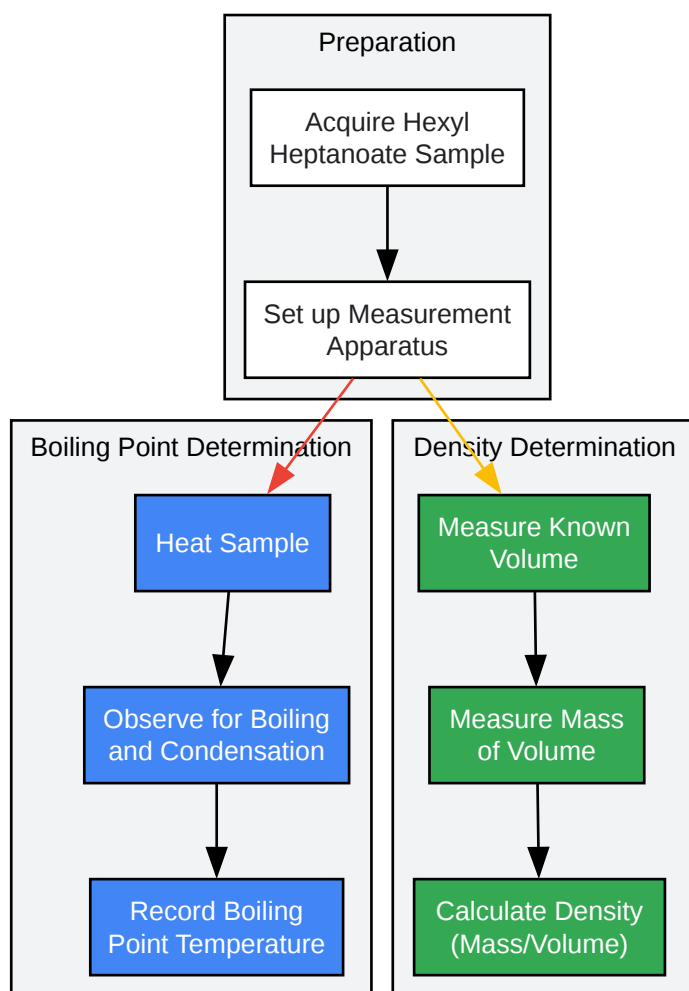 Preparation
Acquire Hexyl
Heptanoate Sample
Set up Measurement
Apparatus
Boiling Point Determination
Heat Sample
Observe for Boiling
and Condensation
Record Boiling
Point Temperature
Density Determination
Measure Known
Volume
Measure Mass
of Volume
Calculate Density
(Mass/Volume)